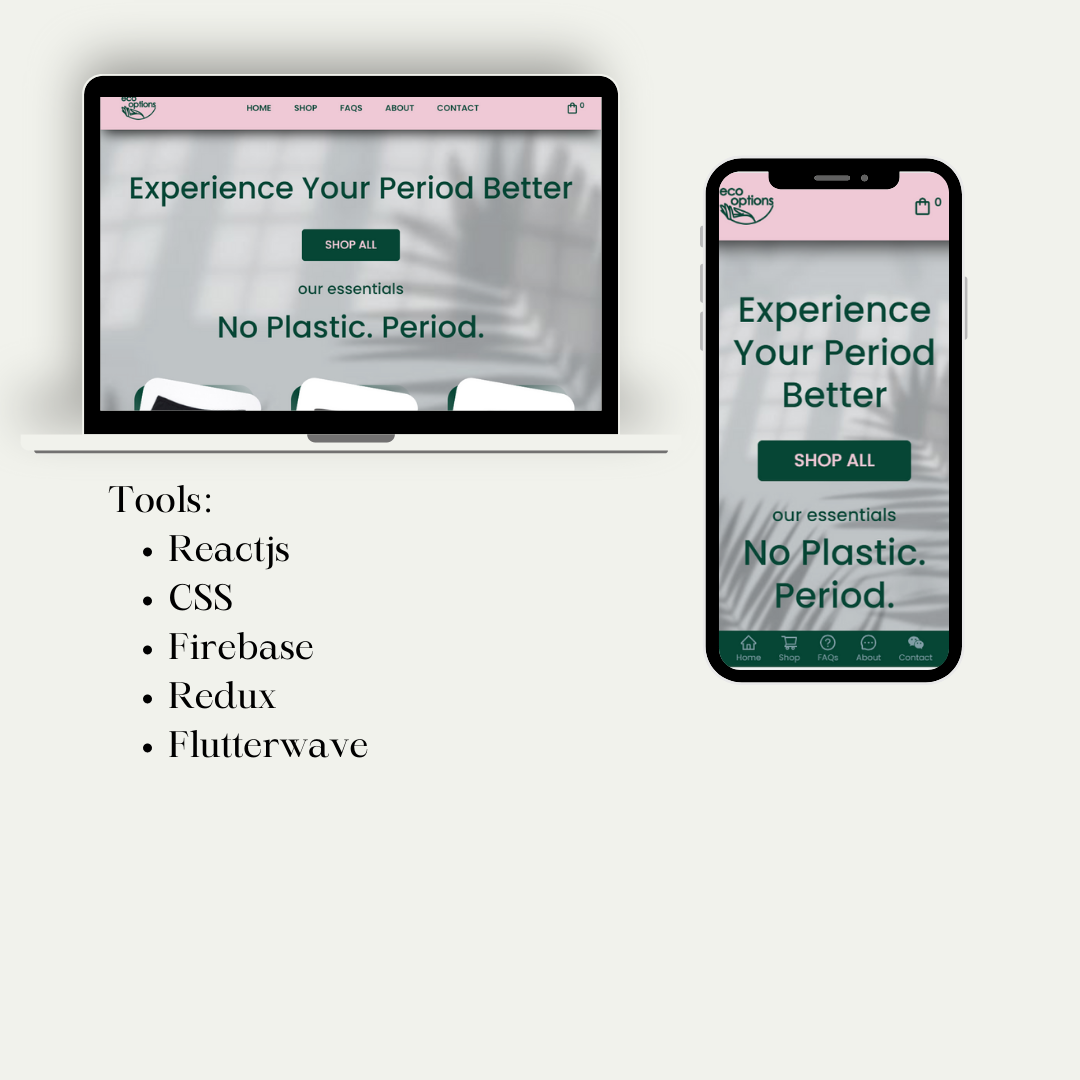 eco
options
HOME SHOP FAQS ABOUT CONTACT
0
Experience Your Period Better
SHOP ALL
our essentials
No Plastic. Period.
eco
options
0
Experience
Your Period
Better
SHOP ALL
our essentials
No Plastic.
Period.
Home Shop FAQs About Contact
Tools:
• Reactjs
• CSS
• Firebase
• Redux
• Flutterwave